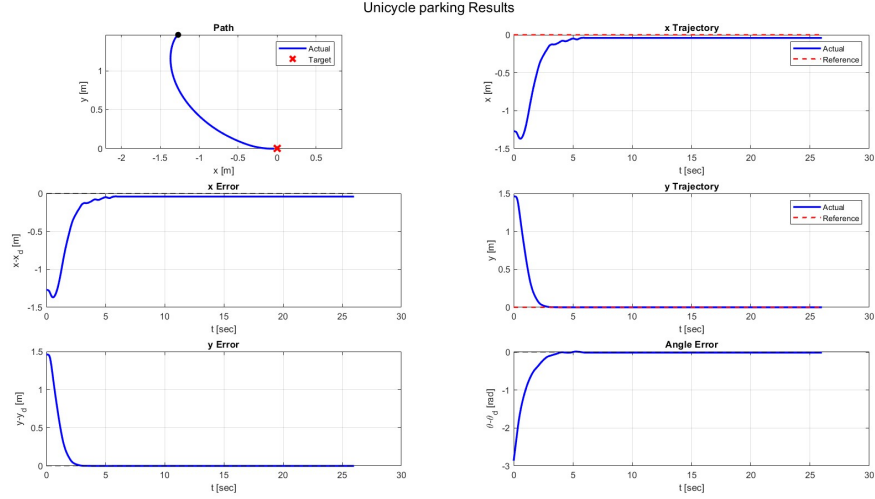 Unicycle parking Results
Path
y [m]
1
0.5
0
-2
-1.5
-1
-0.5
0
0.5
x [m]
Actual
Target
x Trajectory
x [m]
0
-0.5
-1
-1.5
0
5
10
15
20
25
30
t [sec]
Actual
Reference
x Error
x-x_d [m]
0
-0.5
-1
-1.5
0
5
10
15
20
25
30
t [sec]
y Trajectory
y [m]
1.5
1
0.5
0
0
5
10
15
20
25
30
t [sec]
Actual
Reference
y Error
y-y_d [m]
1.5
1
0.5
0
0
5
10
15
20
25
30
t [sec]
Angle Error
θ-θ_d [rad]
0
-1
-2
-3
0
5
10
15
20
25
30
t [sec]